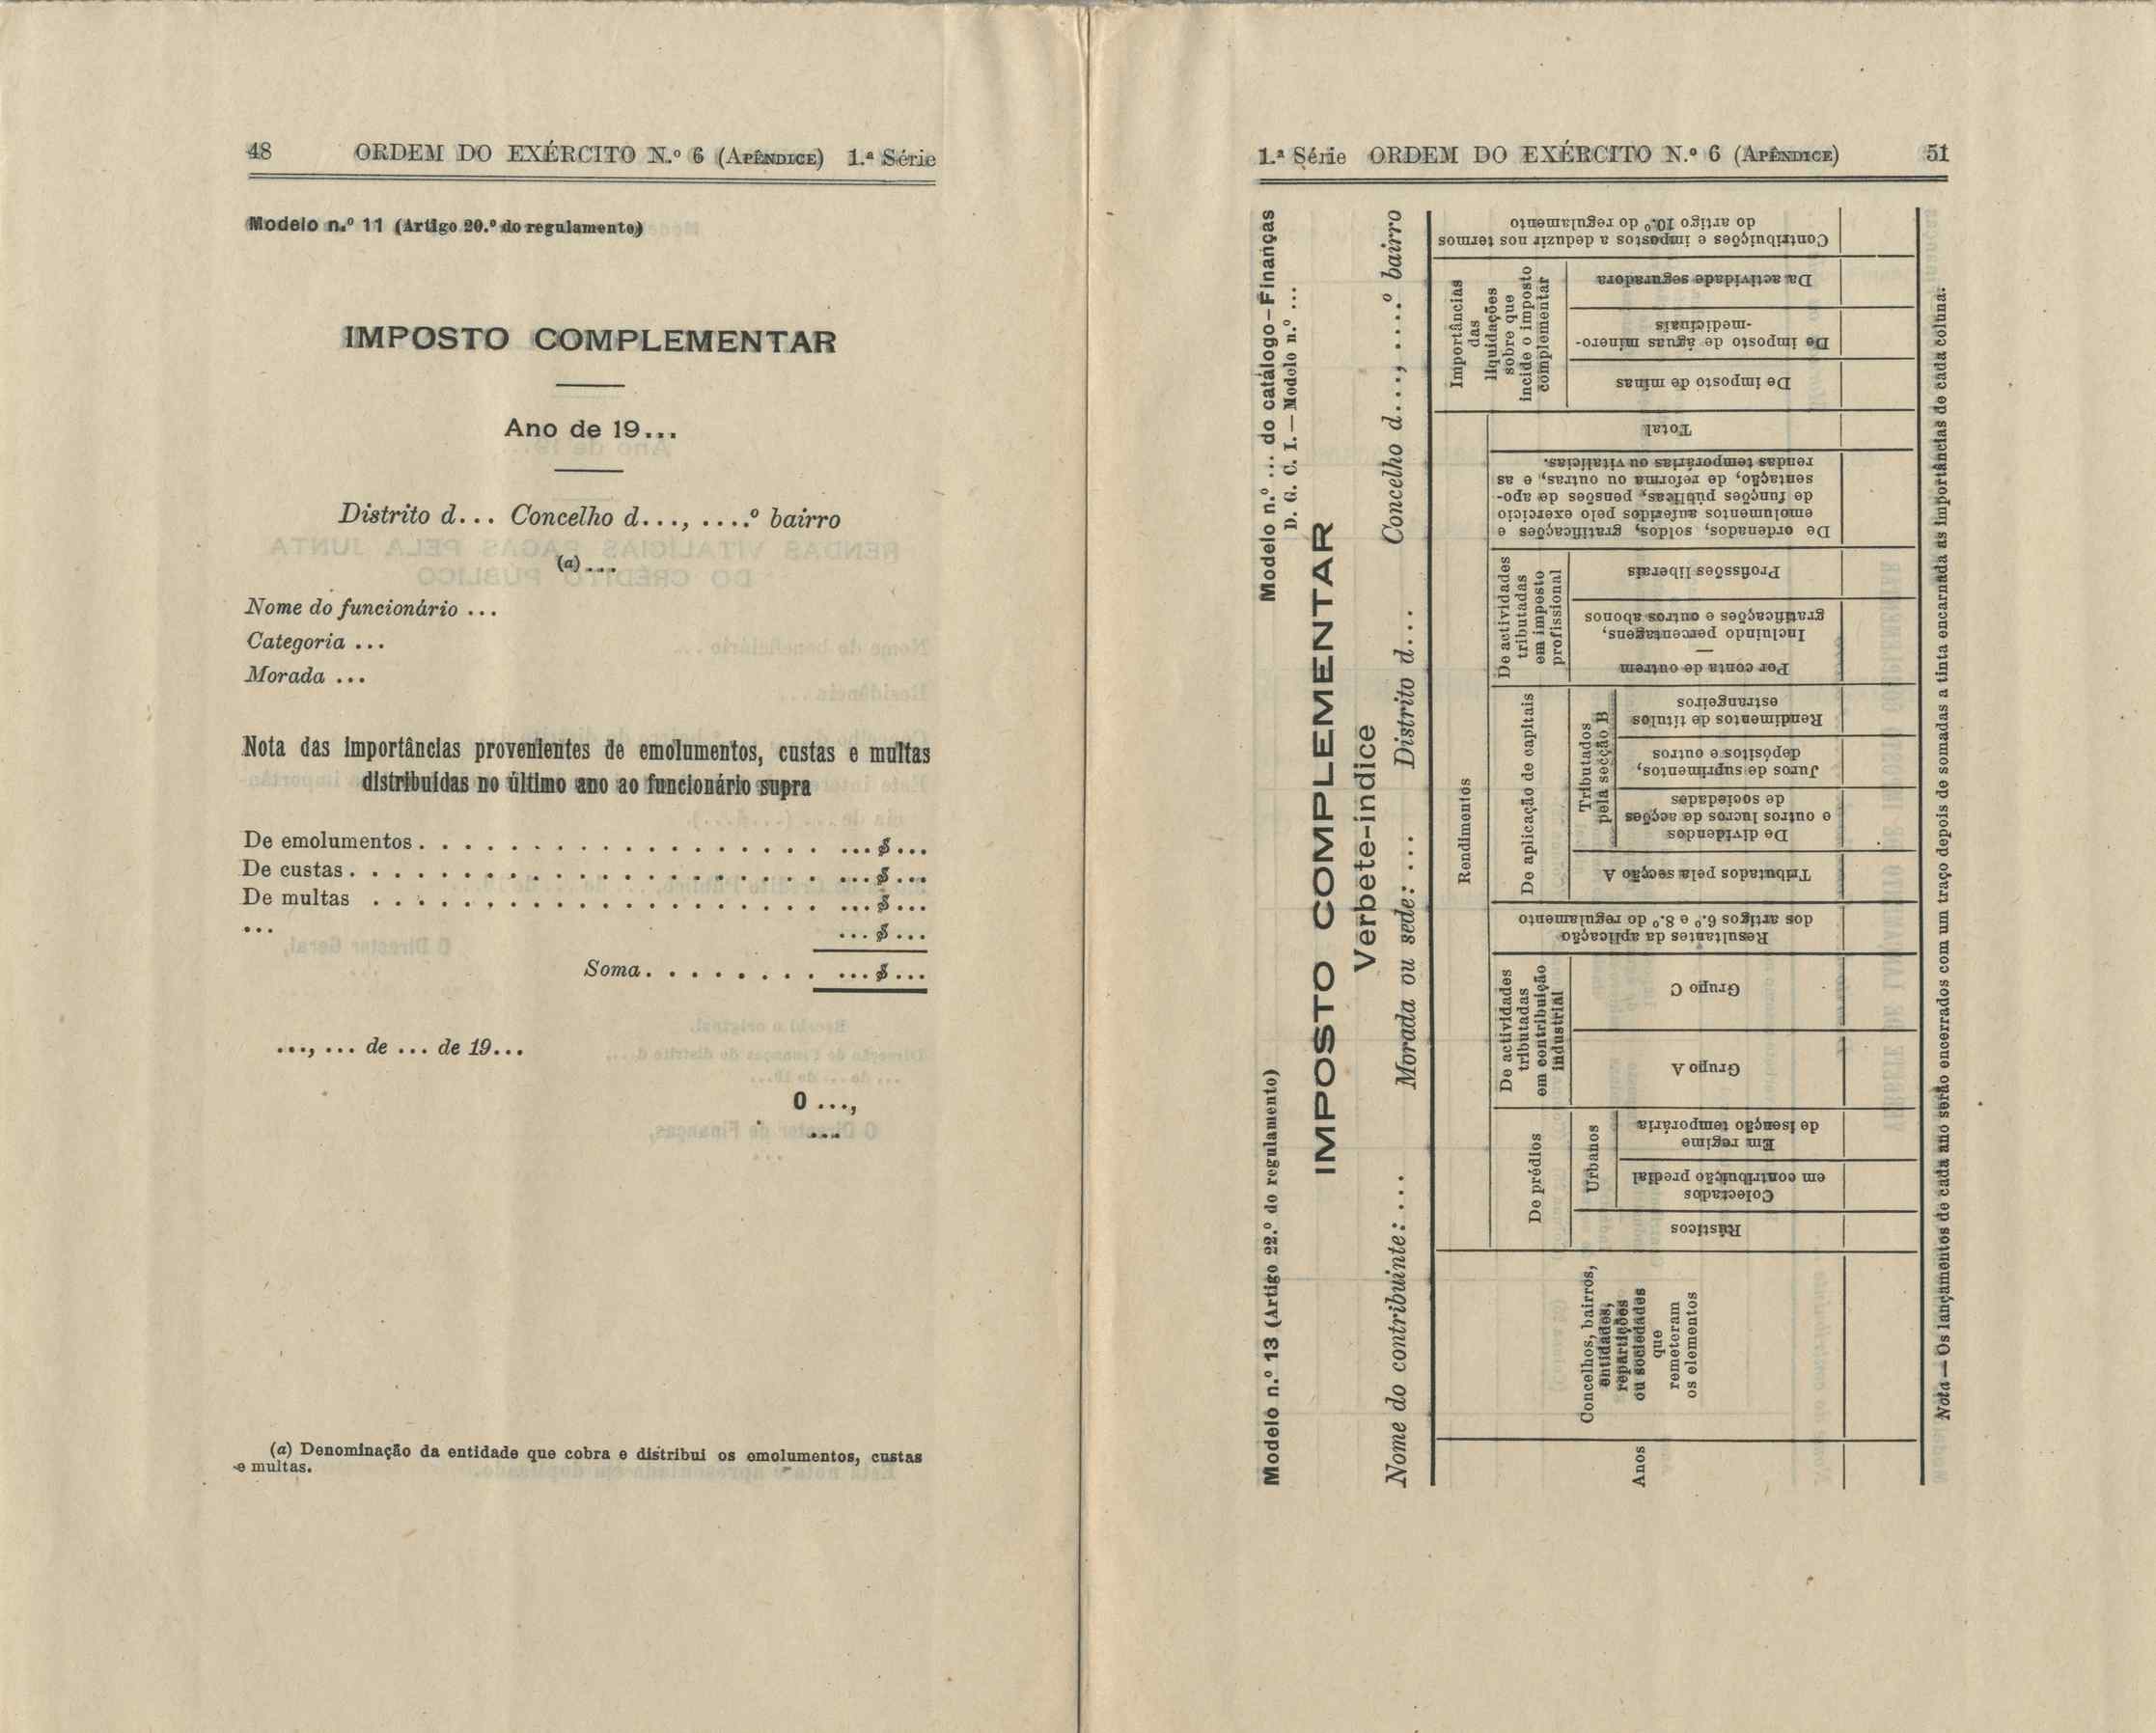 48 ORDEM DO EXÉRCITO N.º 6 (APÊNDICE) 1.ª Série
Modelo n.º 11 (Artigo 20.º do regulamento)
IMPOSTO COMPLEMENTAR
Ano de 19...
Distrito d... Concelho d..., ....º bairro
(a)...
Nome do funcionário ...
Categoria ...
Morada ...
Nota das importâncias provenientes de emolumentos, custas e multas
distribuídas no último ano ao funcionário supra
De emolumentos . . . . . . . . . . . . . . . . . . ...$...
De custas . . . . . . . . . . . . . . . . . . . . . ...$...
De multas . . . . . . . . . . . . . . . . . . . . ...$...
... ...$...
Soma . . . . . . . . ...$...
..., ... de ... de 19...
O ...,
...
(a) Denominação da entidade que cobra e distribui os emolumentos, custas
e multas.
1.ª Série ORDEM DO EXÉRCITO N.º 6 (APÊNDICE) 51
Modelo n.º 13 (Artigo 22.º do regulamento)
Modelo n.º ... do catálogo-Finanças
D. G. C. I. — Modelo n.º ...
IMPOSTO COMPLEMENTAR
Verbete-índice
Nome do contribuinte: ... Morada ou sede: ... Distrito d... Concelho d..., ....º bairro
Anos
Concelhos, bairros,
entidades,
repartições
ou sociedades
que
remeteram
os elementos
Rendimentos
De prédios
Rústicos
Urbanos
Colectados
em contribuição predial
Em regime
de isenção temporária
De actividades
tributadas
em contribuição
industrial
Grupo A
Grupo C
Resultantes da aplicação
dos artigos 6.º e 8.º do regulamento
De aplicação de capitais
Tributados pela secção A
Tributados
pela secção B
De dividendos
e outros lucros de acções
de sociedades
Juros de suprimentos,
depósitos e outros
Rendimentos de títulos
estrangeiros
De actividades
tributadas
em imposto
profissional
Por conta de outrem
—
Incluindo percentagens,
gratificações e outros abonos
Profissões liberais
De ordenados, soldos, gratificações e
emolumentos auferidos pelo exercício
de funções públicas, pensões de apo-
sentação, de reforma ou outras, e as
rendas temporárias ou vitalícias.
Total
Importâncias
das
liquidações
sobre que
incide o imposto
complementar
De imposto de minas
De imposto de águas minero-
-medicinais
Da actividade seguradora
Contribuições e impostos a deduzir nos termos
do artigo 10.º do regulamento
Nota — Os lançamentos de cada ano serão encerrados com um traço depois de somadas a tinta encarnada as importâncias de cada coluna.